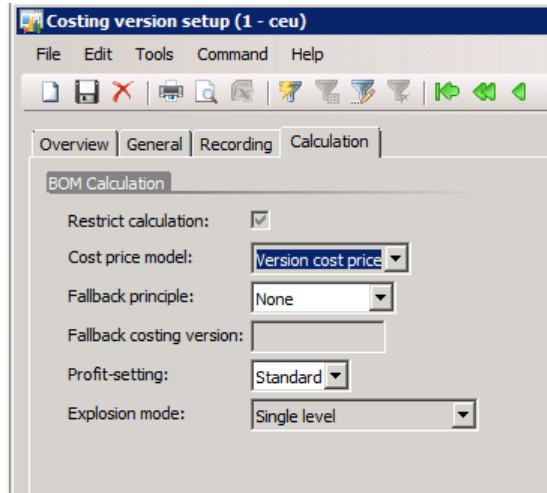 Costing version setup (1 - ceu)
File Edit Tools Command Help
Overview General Recording Calculation
BOM Calculation
Restrict calculation:
Cost price model: Version cost price
Fallback principle: None
Fallback costing version:
Profit-setting: Standard
Explosion mode: Single level